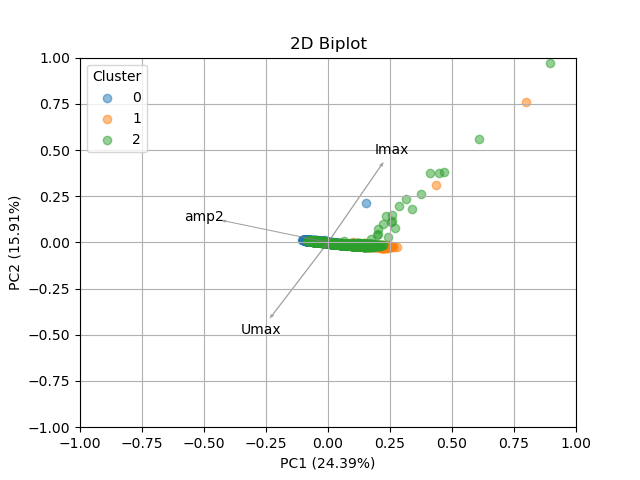 2D Biplot
1.00
0.75
0.50
0.25
0.00
−0.25
−0.50
−0.75
−1.00
PC2 (15.91%)
Cluster
0
1
2
Imax
amp2
Umax
−1.00 −0.75 −0.50 −0.25 0.00 0.25 0.50 0.75 1.00
PC1 (24.39%)